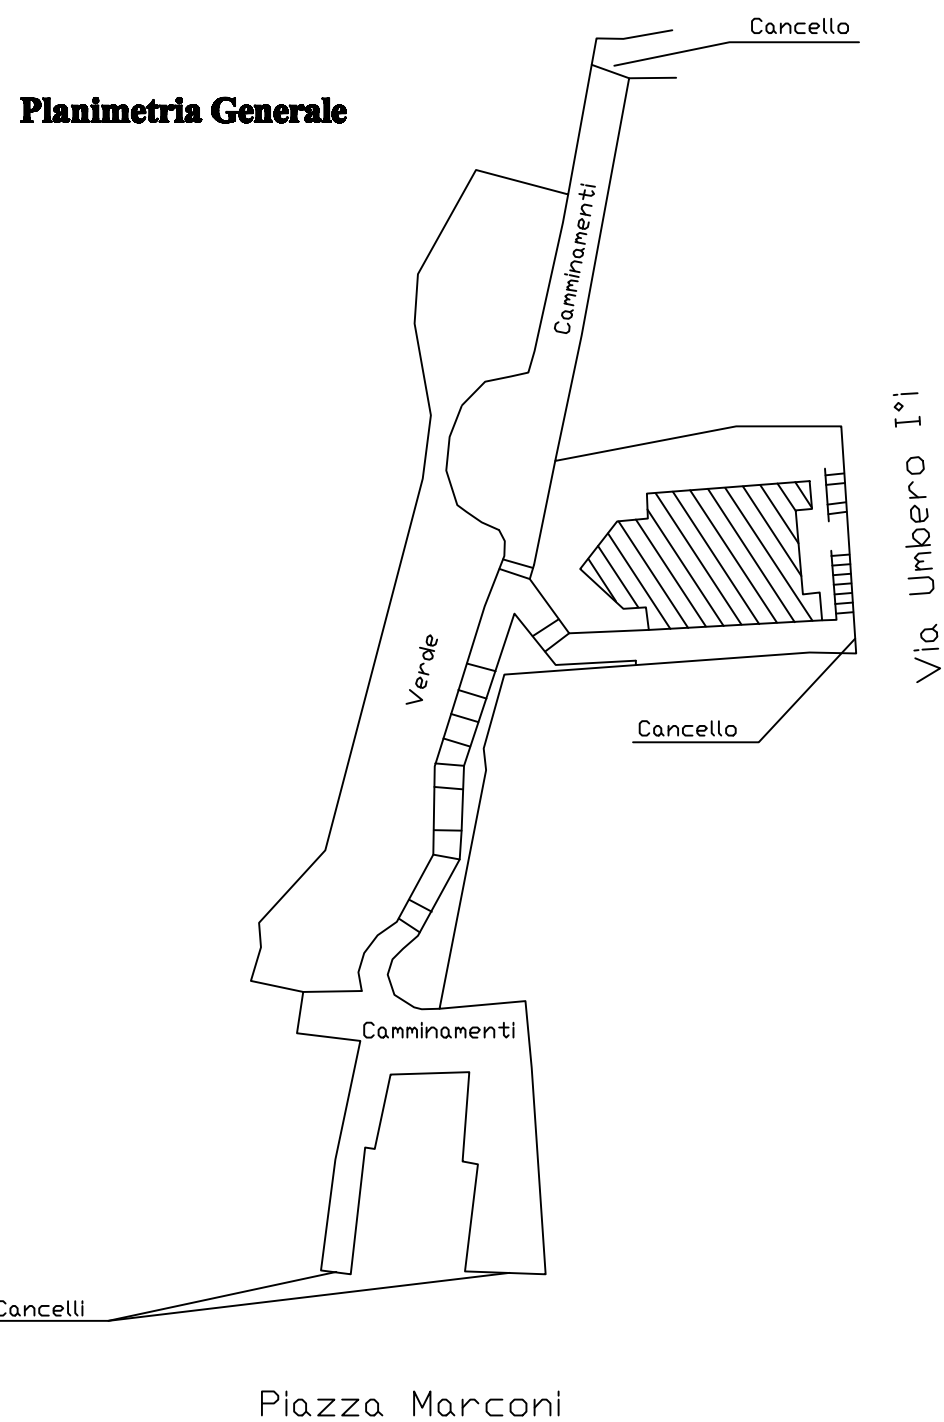 Cancello
Planimetria Generale
Camminamenti
Via Umbero I°i
Verde
Cancello
Camminamenti
Cancelli
Piazza Marconi